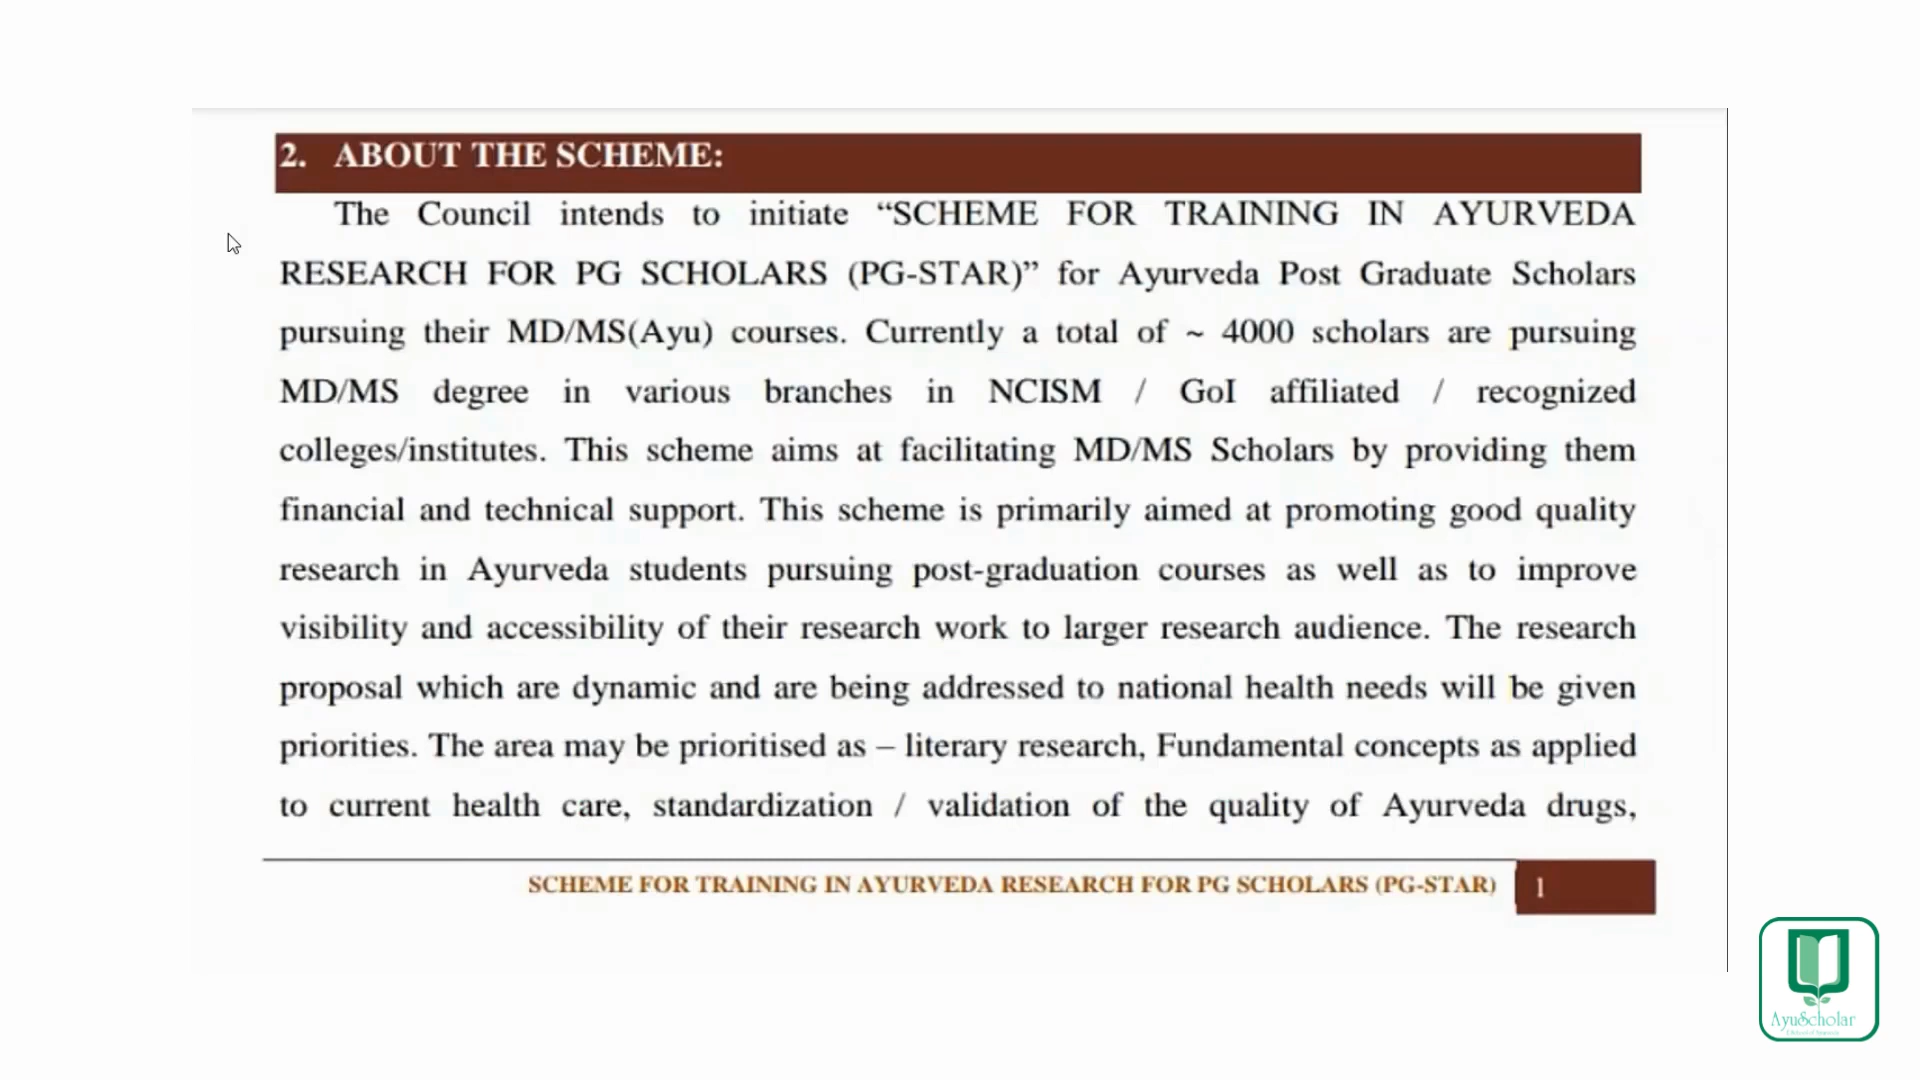 2. ABOUT THE SCHEME:
The Council intends to initiate “SCHEME FOR TRAINING IN AYURVEDA
RESEARCH FOR PG SCHOLARS (PG-STAR)” for Ayurveda Post Graduate Scholars
pursuing their MD/MS(Ayu) courses. Currently a total of ~ 4000 scholars are pursuing
MD/MS degree in various branches in NCISM / GoI affiliated / recognized
colleges/institutes. This scheme aims at facilitating MD/MS Scholars by providing them
financial and technical support. This scheme is primarily aimed at promoting good quality
research in Ayurveda students pursuing post-graduation courses as well as to improve
visibility and accessibility of their research work to larger research audience. The research
proposal which are dynamic and are being addressed to national health needs will be given
priorities. The area may be prioritised as – literary research, Fundamental concepts as applied
to current health care, standardization / validation of the quality of Ayurveda drugs,
SCHEME FOR TRAINING IN AYURVEDA RESEARCH FOR PG SCHOLARS (PG-STAR) 1
AyuScholar